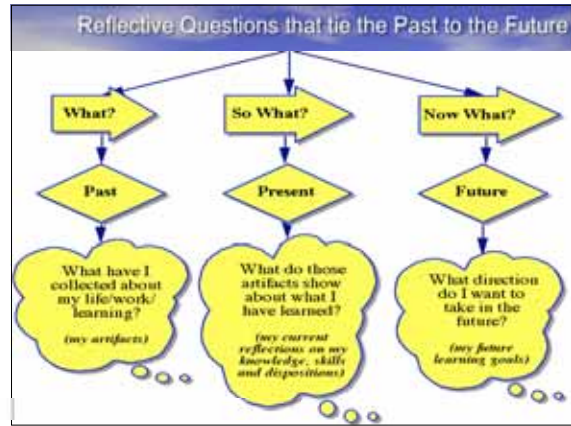 Reflective Questions that tie the Past to the Future
What?
So What?
Now What?
Past
Present
Future
What have I
collected about
my life/work/
learning?
(my artifacts)
What do those
artifacts show
about what I
have learned?
(my current
reflections on my
knowledge, skills
and dispositions)
What direction
do I want to
take in the
future?
(my future
learning goals)